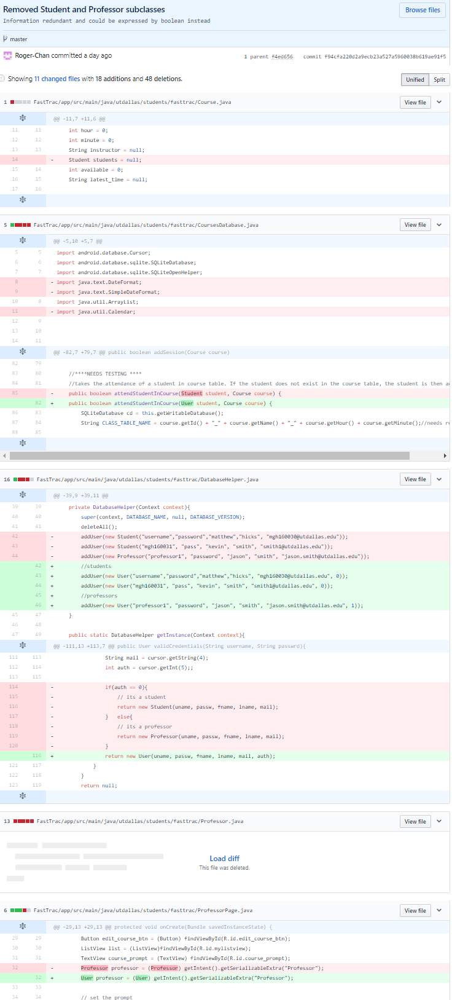 Removed Student and Professor subclasses
Browse files
Information redundant and could be expressed by boolean instead
master
Roger-Chan committed a day ago
1 parent f4ed656 commit f94cfa220d2a9ecb23a527a5960038b619ae91f5
Showing 11 changed files with 18 additions and 48 deletions.
Unified Split
1 FastTrac/app/src/main/java/utdallas/students/fasttrac/Course.java View file
@@ -11,7 +11,6 @@
11 11 int hour = 0;
12 12 int minute = 0;
13 13 String instructor = null;
14 - Student students = null;
15 14 int available = 0;
16 15 String latest_time = null;
17 16
5 FastTrac/app/src/main/java/utdallas/students/fasttrac/CoursesDatabase.java View file
@@ -5,10 +5,7 @@
5 5 import android.database.Cursor;
6 6 import android.database.sqlite.SQLiteDatabase;
7 7 import android.database.sqlite.SQLiteOpenHelper;
8 - import java.text.DateFormat;
9 - import java.text.SimpleDateFormat;
10 8 import java.util.ArrayList;
11 - import java.util.Calendar;
12 9
13 10
14 11
@@ -82,7 +79,7 @@ public boolean addSession(Course course)
82 79
83 80 //****NEEDS TESTING ****
84 81 //takes the attendance of a student in course table. If the student does not exist in the course table, the student is then
85 - public boolean attendStudentInCourse(Student student, Course course) {
82 + public boolean attendStudentInCourse(User student, Course course) {
86 83 SQLiteDatabase cd = this.getWritableDatabase();
87 84 String CLASS_TABLE_NAME = course.getId() + "_" + course.getName() + "_" + course.getHour() + course.getMinute();//needs
88 85
16 FastTrac/app/src/main/java/utdallas/students/fasttrac/DatabaseHelper.java View file
@@ -39,9 +39,11 @@
39 39 private DatabaseHelper(Context context){
40 40 super(context, DATABASE_NAME, null, DATABASE_VERSION);
41 41 deleteAll();
42 - addUser(new Student("username","password","matthew","hicks", "mgh160030@utdallas.edu"));
43 - addUser(new Student("mgh160031", "pass", "kevin", "smith", "smith1@utdallas.edu"));
44 - addUser(new Professor("professor1", "password", "jason", "smith", "jason.smith@utdallas.edu"));
42 + //students
43 + addUser(new User("username","password","matthew","hicks", "mgh160030@utdallas.edu", 0));
44 + addUser(new User("mgh160031", "pass", "kevin", "smith", "smith1@utdallas.edu", 0));
45 + //professors
46 + addUser(new User("professor1", "password", "jason", "smith", "jason.smith@utdallas.edu", 1));
45 47 }
46 48
47 49 public static DatabaseHelper getInstance(Context context){
@@ -111,13 +113,7 @@ public User validCredentials(String username, String passwrd){
111 113 String mail = cursor.getString(4);
112 114 int auth = cursor.getInt(5);;
113 115
114 - if(auth == 0){
115 - // its a student
116 - return new Student(uname, passw, fname, lname, mail);
117 - } else{
118 - // its a professor
119 - return new Professor(uname, passw, fname, lname, mail);
120 - }
116 + return new User(uname, passw, fname, lname, mail, auth);
121 117 }
122 118 }
123 119 return null;
13 FastTrac/app/src/main/java/utdallas/students/fasttrac/Professor.java View file
Load diff
This file was deleted.
6 FastTrac/app/src/main/java/utdallas/students/fasttrac/ProfessorPage.java View file
@@ -29,13 +29,13 @@ protected void onCreate(Bundle savedInstanceState) {
29 29 Button edit_course_btn = (Button) findViewById(R.id.edit_course_btn);
30 30 ListView list = (ListView)findViewById(R.id.mylistview);
31 31 TextView course_prompt = (TextView) findViewById(R.id.course_prompt);
32 - Professor professor = (Professor) getIntent().getSerializableExtra("Professor");
32 + User professor = (User) getIntent().getSerializableExtra("Professor");
33 33
34 34 // set the prompt